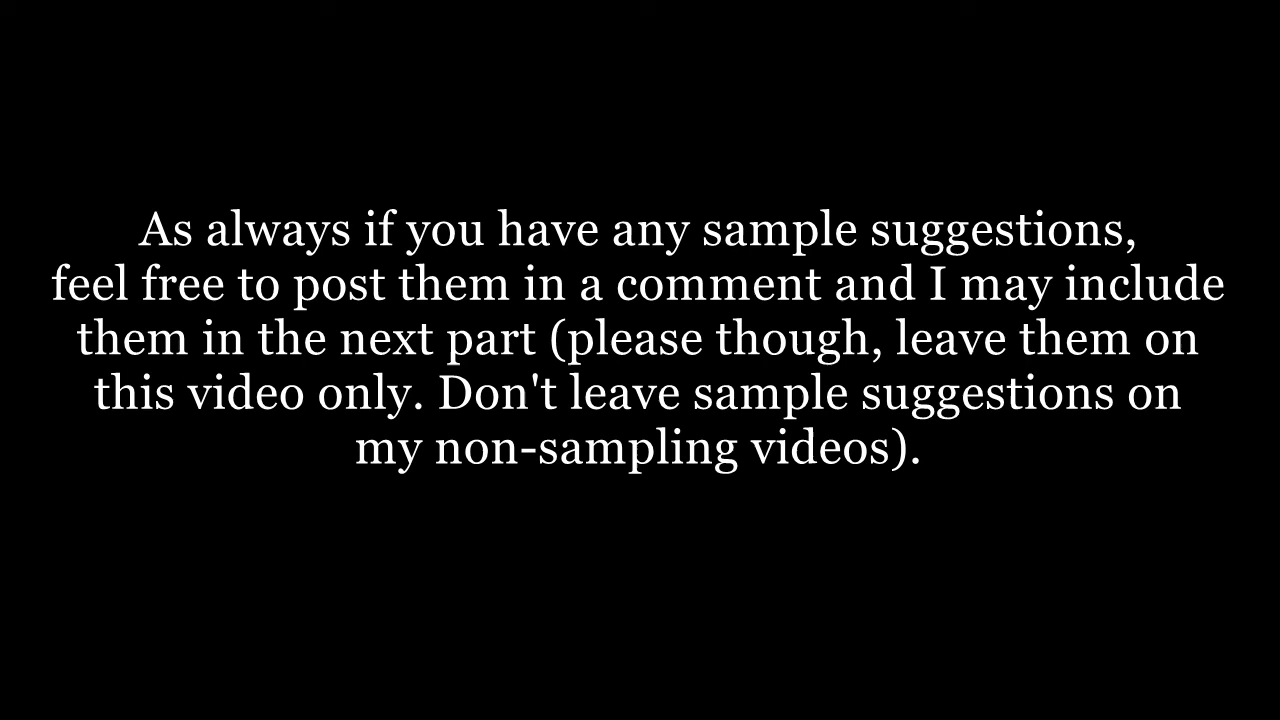 As always if you have any sample suggestions,
feel free to post them in a comment and I may include
them in the next part (please though, leave them on
this video only. Don't leave sample suggestions on
my non-sampling videos).